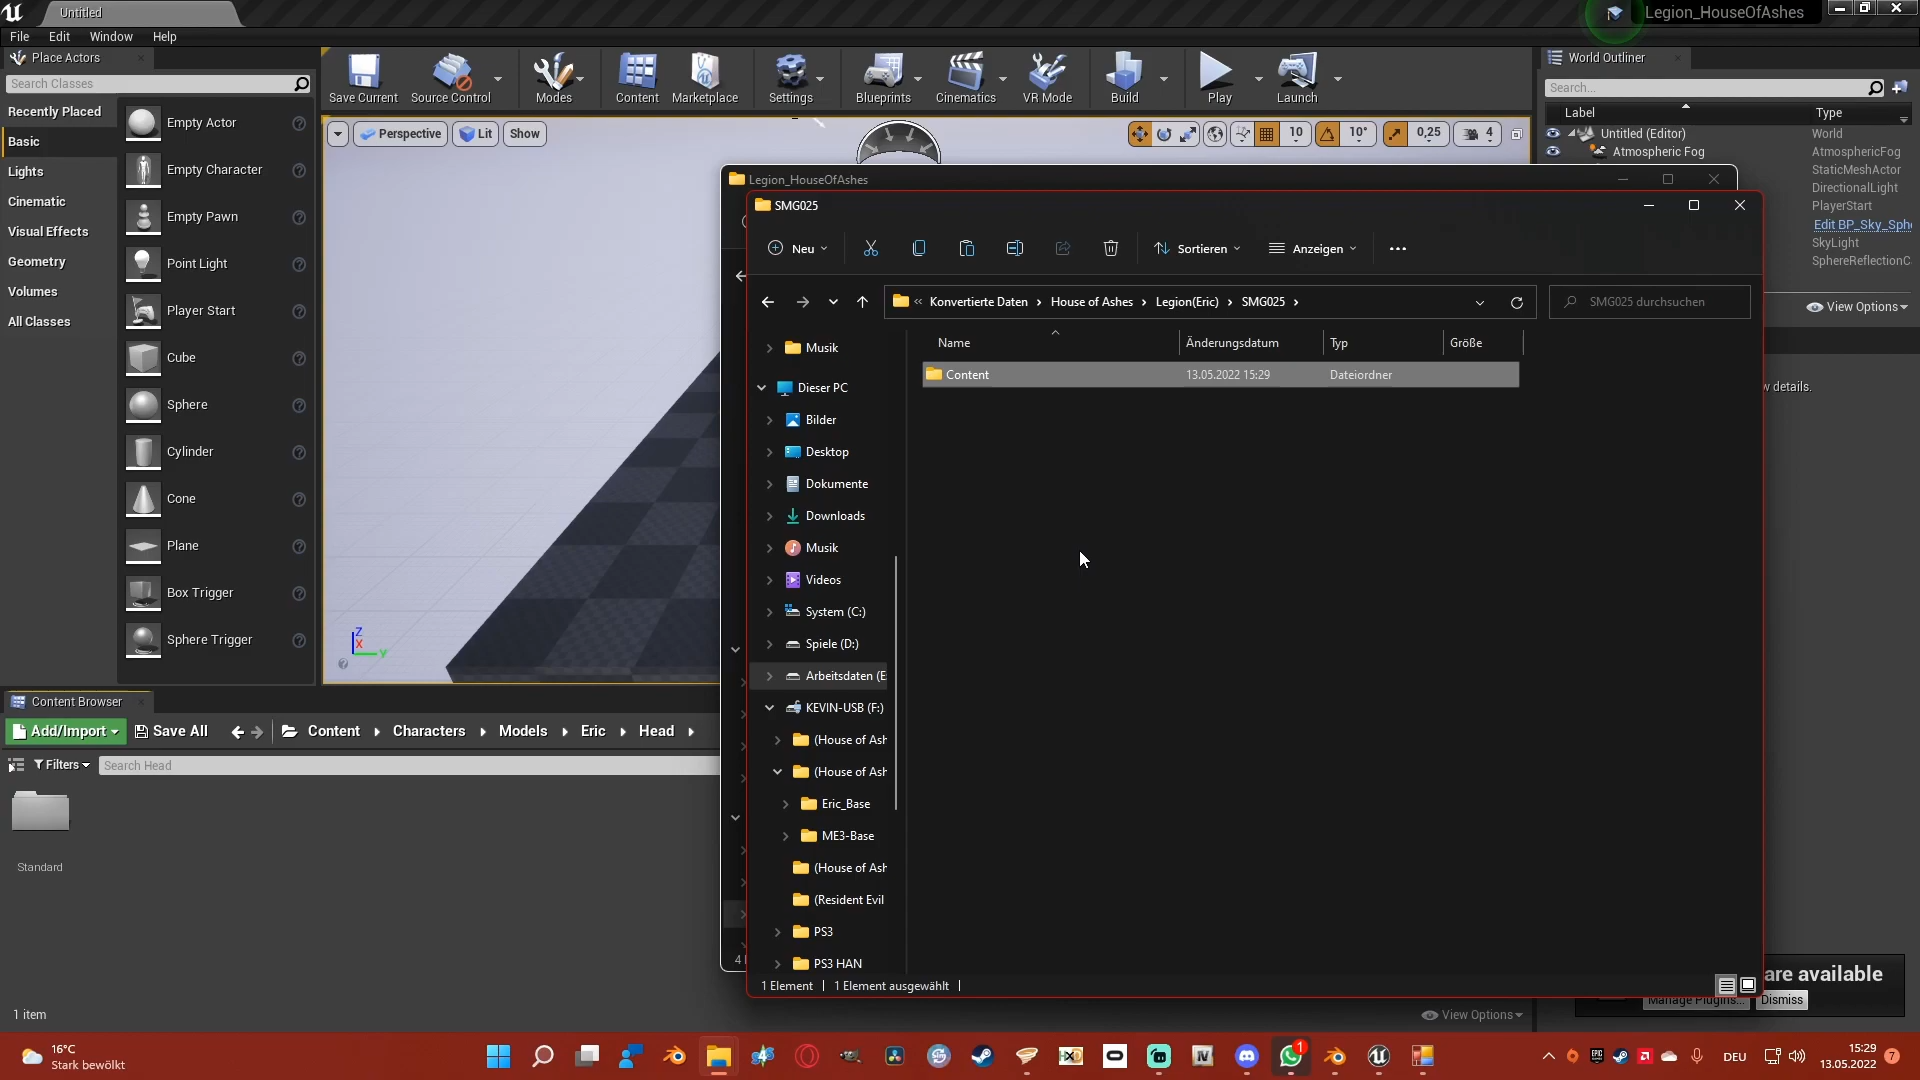 Untitled
Legion_HouseOfAshes
File Edit Window Help
Place Actors
Search Classes
Recently Placed
Basic
Lights
Cinematic
Visual Effects
Geometry
Volumes
All Classes
Empty Actor
Empty Character
Empty Pawn
Point Light
Player Start
Cube
Sphere
Cylinder
Cone
Plane
Box Trigger
Sphere Trigger
Save Current
Source Control
Modes
Content
Marketplace
Settings
Blueprints
Cinematics
VR Mode
Build
Play
Launch
Perspective Lit Show
10 10° 0,25 4
Z
X
Y
World Outliner
Search...
Label Type
Untitled (Editor) World
Atmospheric Fog AtmosphericFog
StaticMeshActor
DirectionalLight
PlayerStart
Edit BP_Sky_Sph
SkyLight
SphereReflectionC
View Options
details.
Legion_HouseOfAshes
SMG025
Neu
Sortieren
Anzeigen
« Konvertierte Daten › House of Ashes › Legion(Eric) › SMG025 ›
SMG025 durchsuchen
Name Änderungsdatum Typ Größe
Content 13.05.2022 15:29 Dateiordner
Musik
Dieser PC
Bilder
Desktop
Dokumente
Downloads
Musik
Videos
System (C:)
Spiele (D:)
Arbeitsdaten (E
KEVIN-USB (F:)
(House of Ash
(House of Ash
Eric_Base
ME3-Base
(House of Ash
(Resident Evil
PS3
PS3 HAN
1 Element 1 Element ausgewählt
Content Browser
Add/Import Save All Content Characters Models Eric Head
Filters Search Head
Standard
1 item
View Options
are available
Manage Plugins... Dismiss
16°C
Stark bewölkt
1
DEU
15:29
13.05.2022
7